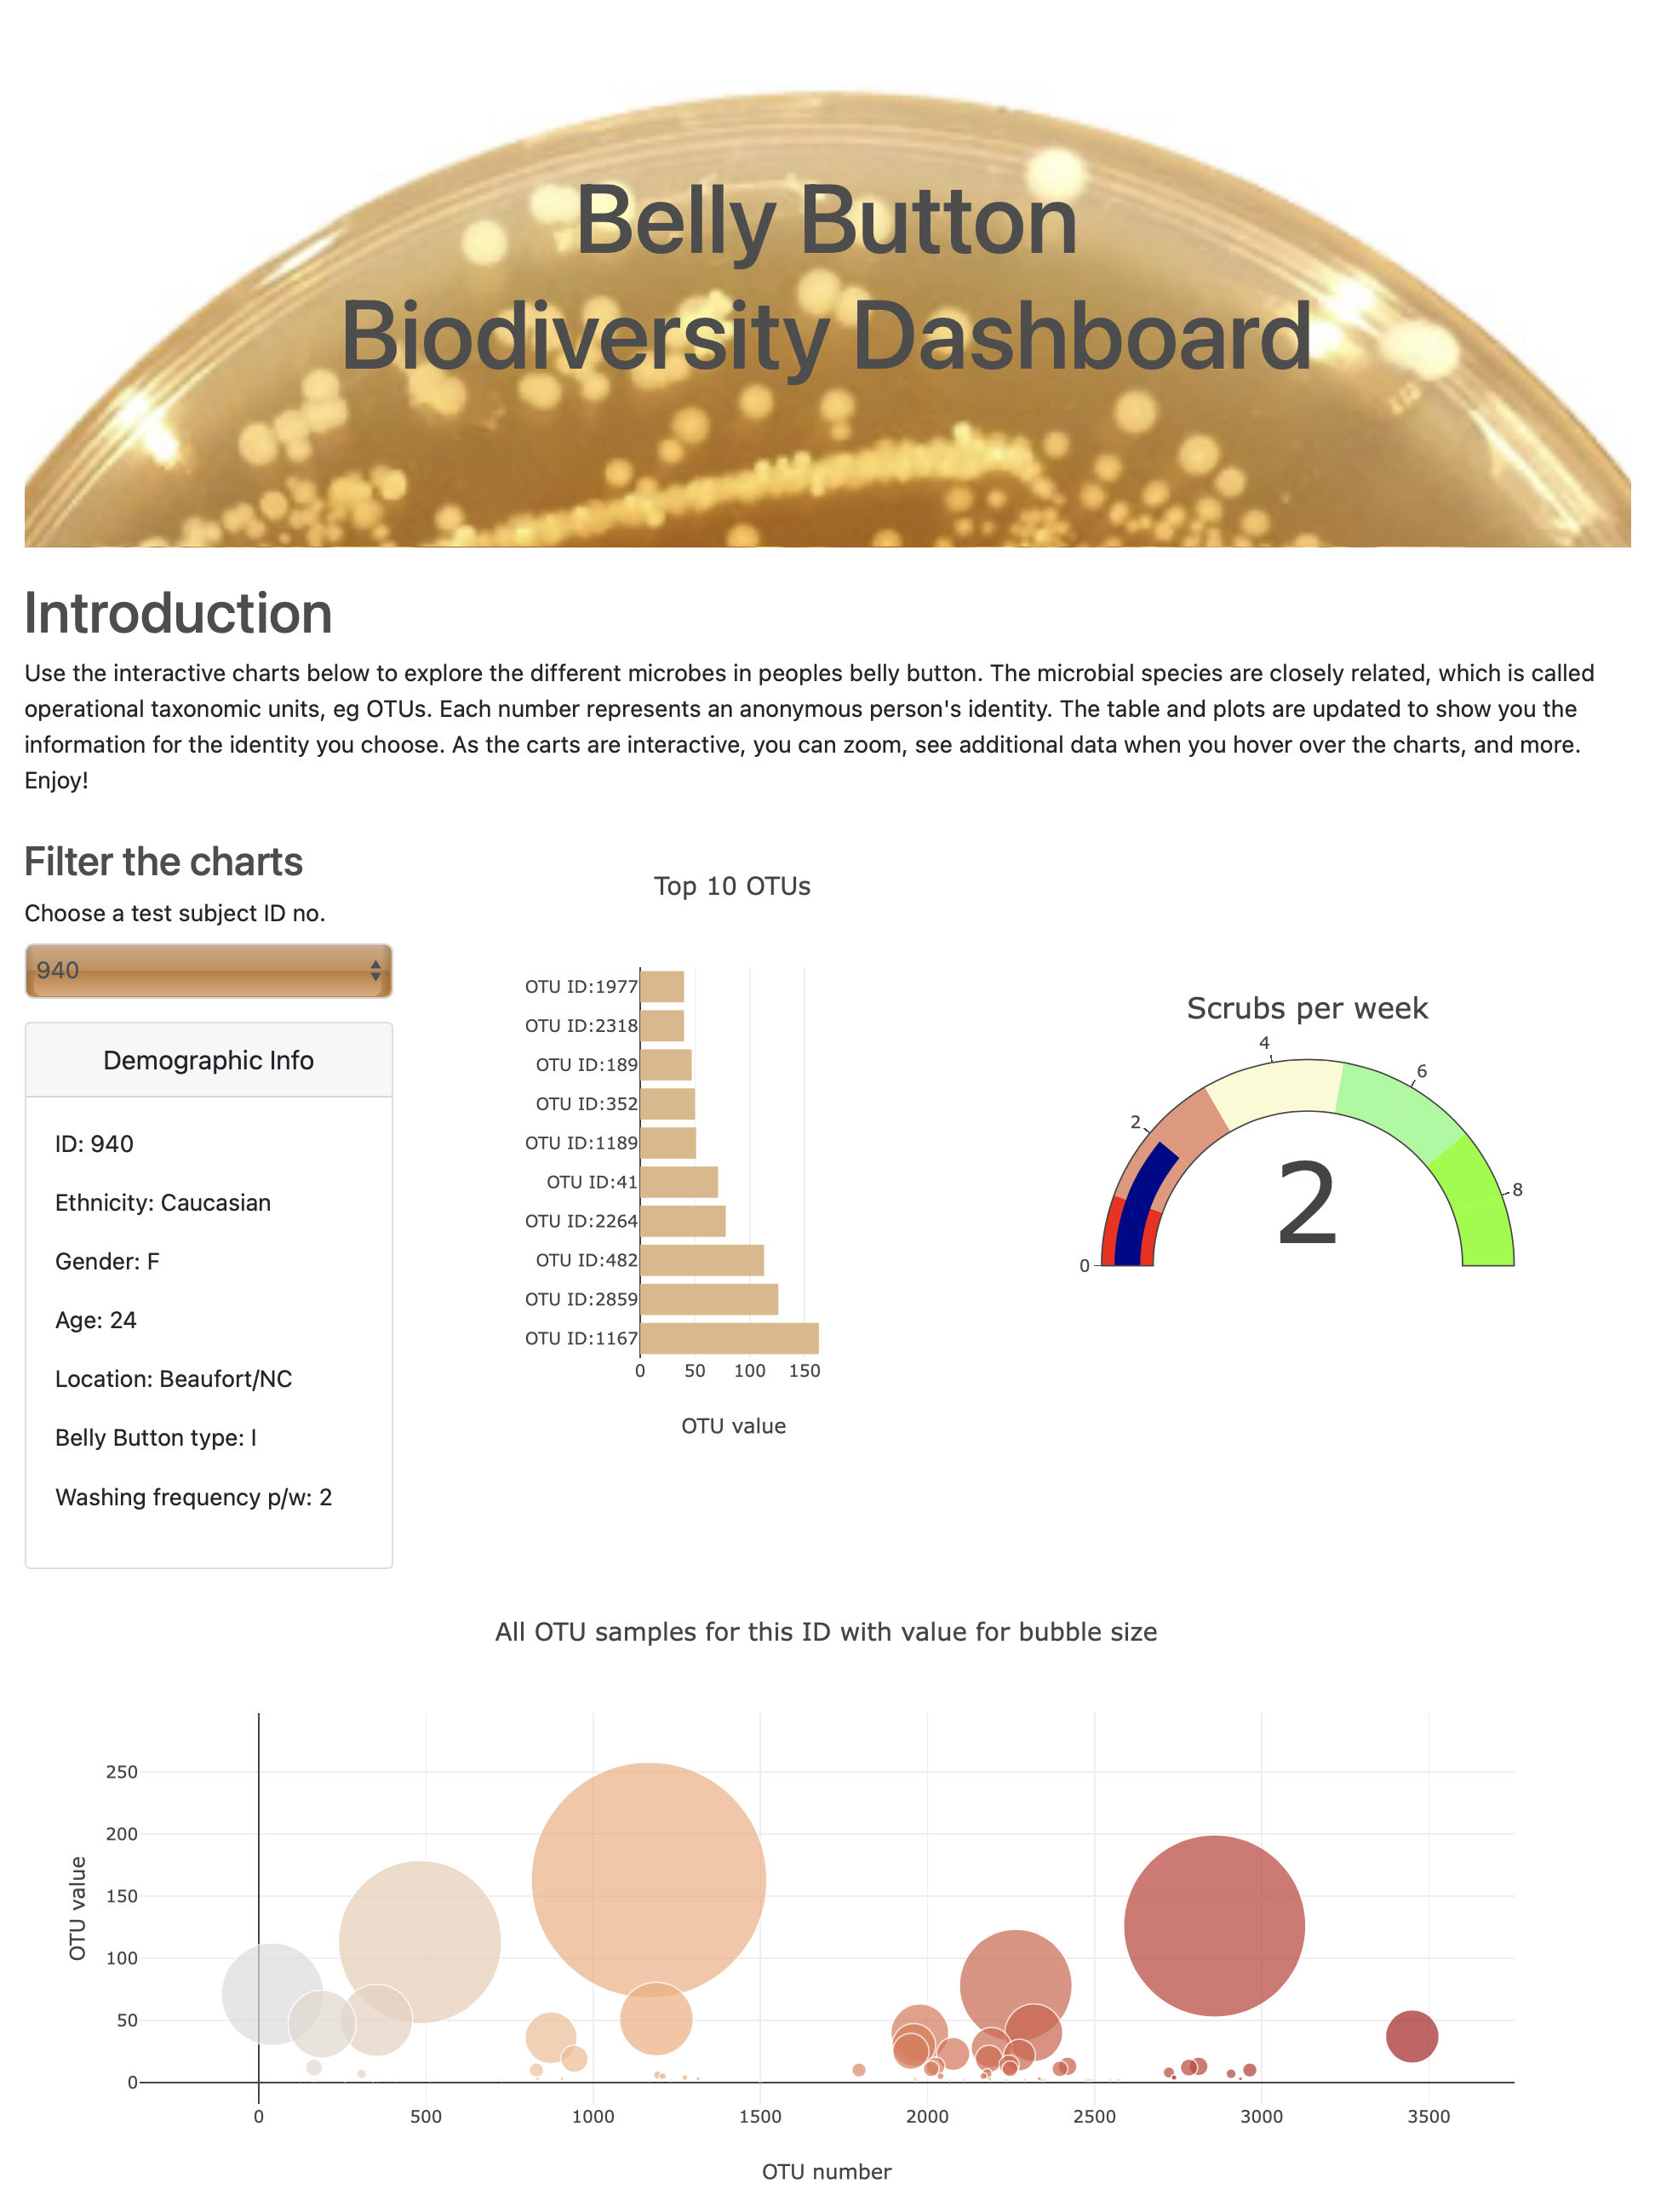 Belly Button
Biodiversity Dashboard
Introduction
Use the interactive charts below to explore the different microbes in peoples belly button. The microbial species are closely related, which is called
operational taxonomic units, eg OTUs. Each number represents an anonymous person's identity. The table and plots are updated to show you the
information for the identity you choose. As the carts are interactive, you can zoom, see additional data when you hover over the charts, and more.
Enjoy!
Filter the charts
Choose a test subject ID no.
940
Demographic Info
ID: 940
Ethnicity: Caucasian
Gender: F
Age: 24
Location: Beaufort/NC
Belly Button type: I
Washing frequency p/w: 2
Top 10 OTUs
OTU ID:1977
OTU ID:2318
OTU ID:189
OTU ID:352
OTU ID:1189
OTU ID:41
OTU ID:2264
OTU ID:482
OTU ID:2859
OTU ID:1167
0 50 100 150
OTU value
Scrubs per week
0
2
4
6
8
2
All OTU samples for this ID with value for bubble size
OTU value
250
200
150
100
50
0
0 500 1000 1500 2000 2500 3000 3500
OTU number